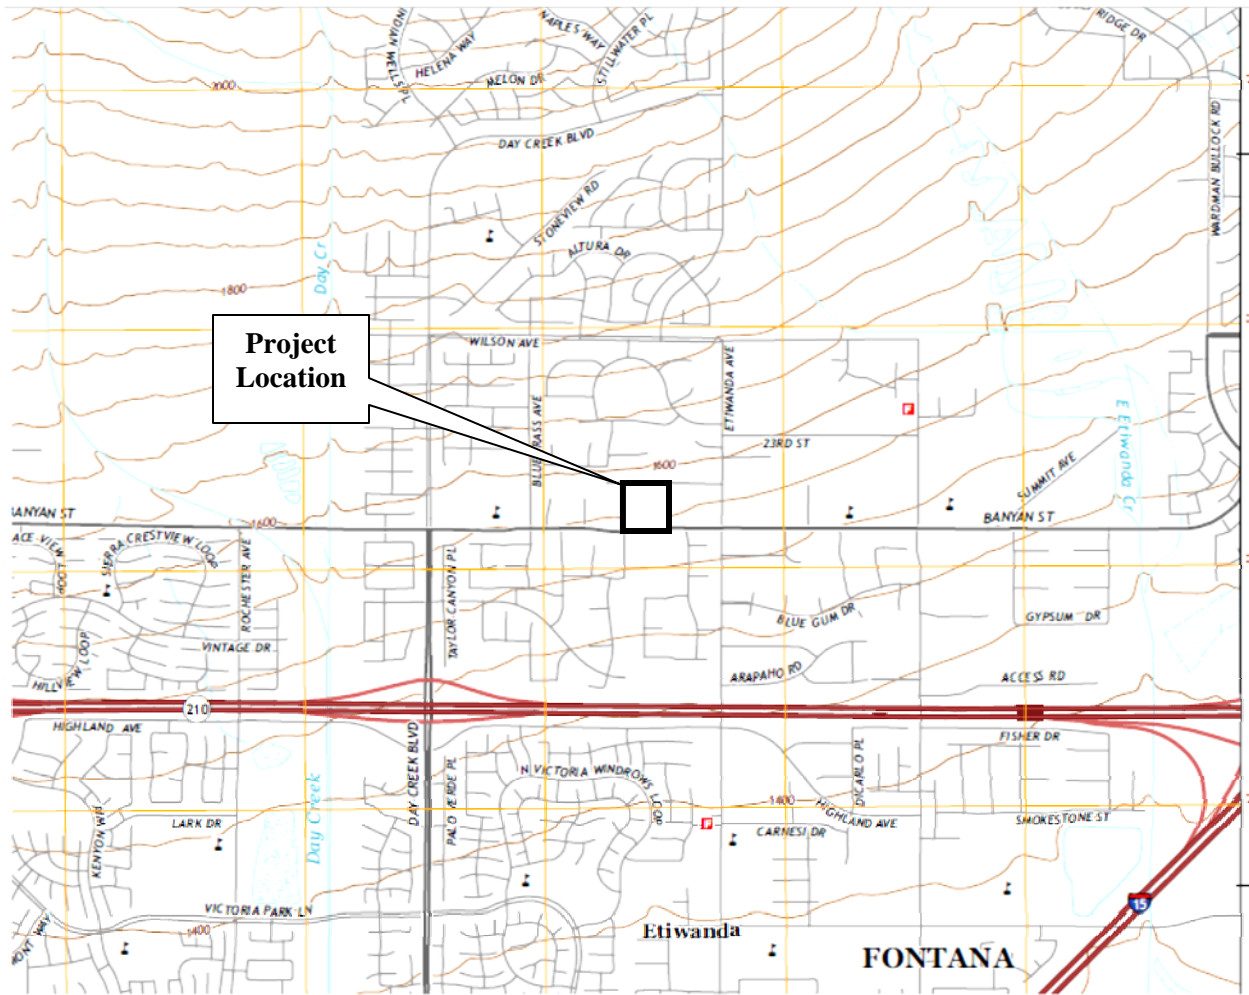 NAPLES WAY
STILLWATER PL
RIDGE DR
INDIAN WELLS PL
HELENA WAY
MELON DR
2000
DAY CREEK BLVD
WARDMAN BULLOCK RD
STONEVIEW RD
ALTURA DR
Day Cr
1800
Project
Location
WILSON AVE
ETIWANDA AVE
BLUEGRASS AVE
23RD ST
1600
SUMMIT AVE
E Etiwanda Cr
BANYAN ST
1600
BANYAN ST
ACE VIEW
LOOP
SIERRA CRESTVIEW LOOP
ROCHESTER AVE
TAYLOR CANYON PL
BLUE GUM DR
GYPSUM DR
VINTAGE DR
HILLVIEW LOOP
ARAPAHO RD
ACCESS RD
210
HIGHLAND AVE
DAY CREEK BLVD
FISHER DR
PALO VERDE PL
N VICTORIA WINDROWS LOOP
DICARLO PL
Day Creek
1400
HIGHLAND AVE
KENYON WAY
LARK DR
CARNESI DR
SMOKESTONE ST
VICTORIA PARK LN
1400
MONT WAY
15
Etiwanda
FONTANA